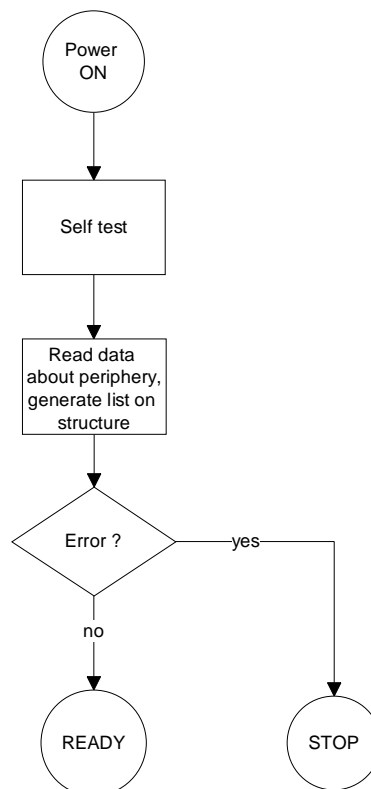 Power
ON
Self test
Read data
about periphery,
generate list on
structure
Error ?
yes
no
READY
STOP